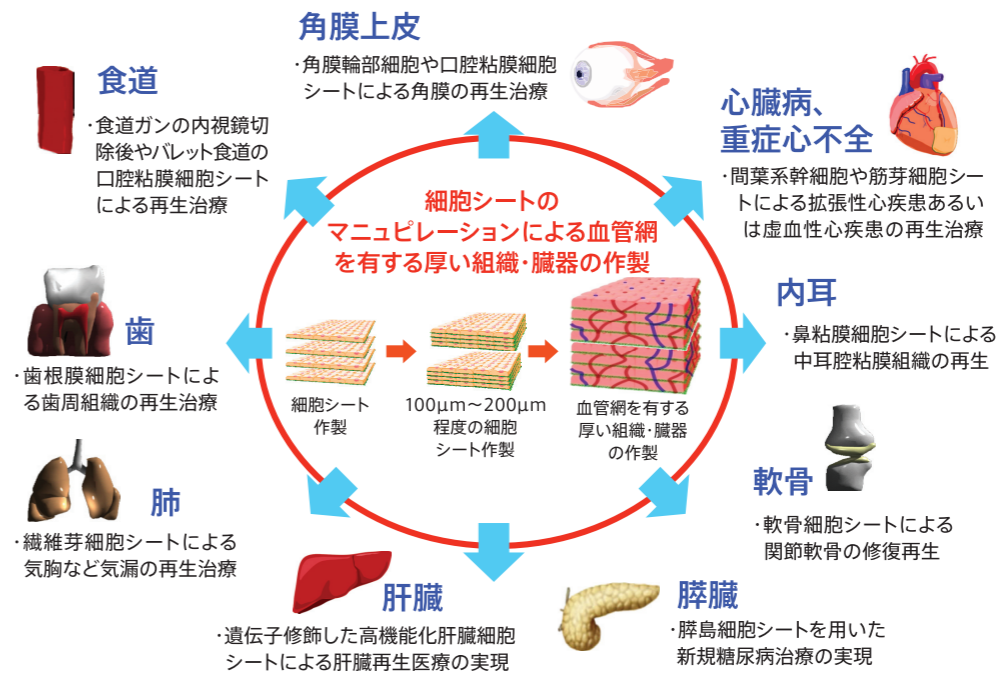 角膜上皮
・角膜輪部細胞や口腔粘膜細胞
シートによる角膜の再生治療
食道
・食道ガンの内視鏡切
除後やバレット食道の
口腔粘膜細胞シート
による再生治療
心臓病、
重症心不全
・間葉系幹細胞や筋芽細胞シー
トによる拡張性心疾患あるい
は虚血性心疾患の再生治療
細胞シートの
マニュピレーションによる血管網
を有する厚い組織・臓器の作製
細胞シート
作製
100μm～200μm
程度の細胞
シート作製
血管網を有する
厚い組織・臓器
の作製
内耳
・鼻粘膜細胞シートによる
中耳腔粘膜組織の再生
歯
・歯根膜細胞シートによ
る歯周組織の再生治療
軟骨
・軟骨細胞シートによる
関節軟骨の修復再生
肺
・繊維芽細胞シートによる
気胸など気漏の再生治療
肝臓
・遺伝子修飾した高機能化肝臓細胞
シートによる肝臓再生医療の実現
膵臓
・膵島細胞シートを用いた
新規糖尿病治療の実現